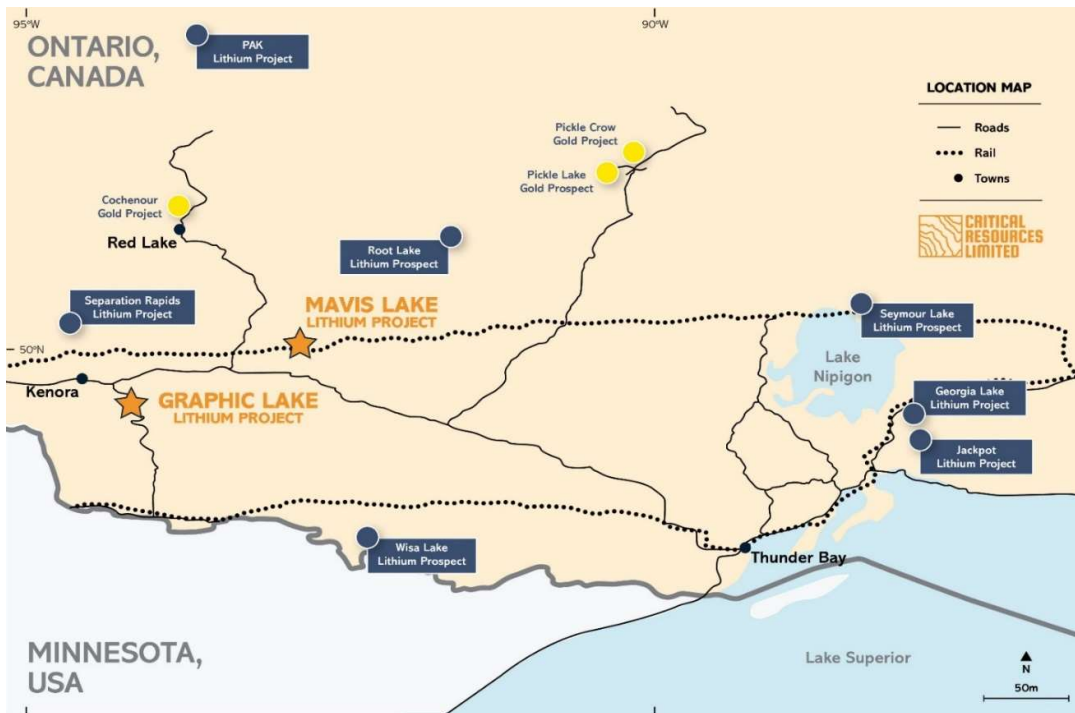 95°W
90°W
ONTARIO,
CANADA
PAK
Lithium Project
LOCATION MAP
Roads
Rail
Towns
CRITICAL
RESOURCES
LIMITED
Pickle Crow
Gold Project
Pickle Lake
Gold Prospect
Cochenour
Gold Project
Red Lake
Root Lake
Lithium Prospect
Separation Rapids
Lithium Project
MAVIS LAKE
LITHIUM PROJECT
Seymour Lake
Lithium Prospect
50°N
Lake
Nipigon
Kenora
GRAPHIC LAKE
LITHIUM PROJECT
Georgia Lake
Lithium Project
Jackpot
Lithium Project
Wisa Lake
Lithium Prospect
Thunder Bay
MINNESOTA,
USA
Lake Superior
N
50m